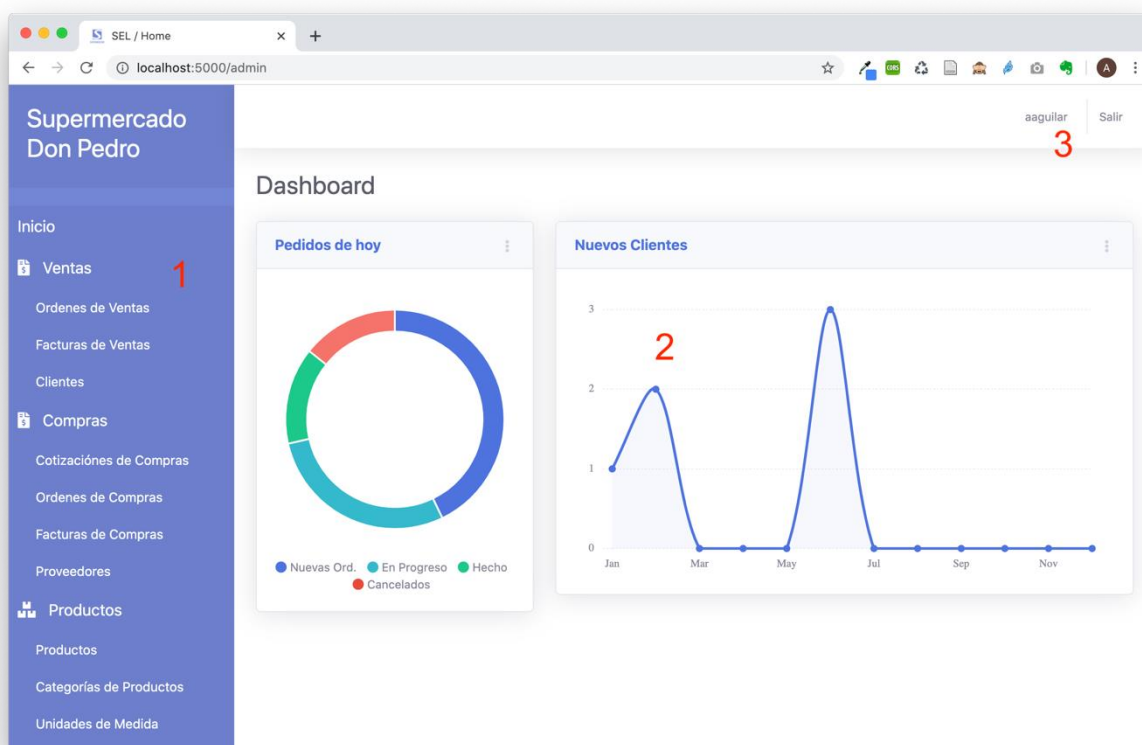 SEL / Home
localhost:5000/admin
CORS
A
Supermercado
Don Pedro
aaguilar
Salir
3
Dashboard
Inicio
Ventas
1
Ordenes de Ventas
Facturas de Ventas
Clientes
Compras
Cotizaciónes de Compras
Ordenes de Compras
Facturas de Compras
Proveedores
Productos
Productos
Categorías de Productos
Unidades de Medida
Pedidos de hoy
Nuevas Ord. En Progreso Hecho
Cancelados
Nuevos Clientes
3
2
2
1
0
Jan Mar May Jul Sep Nov